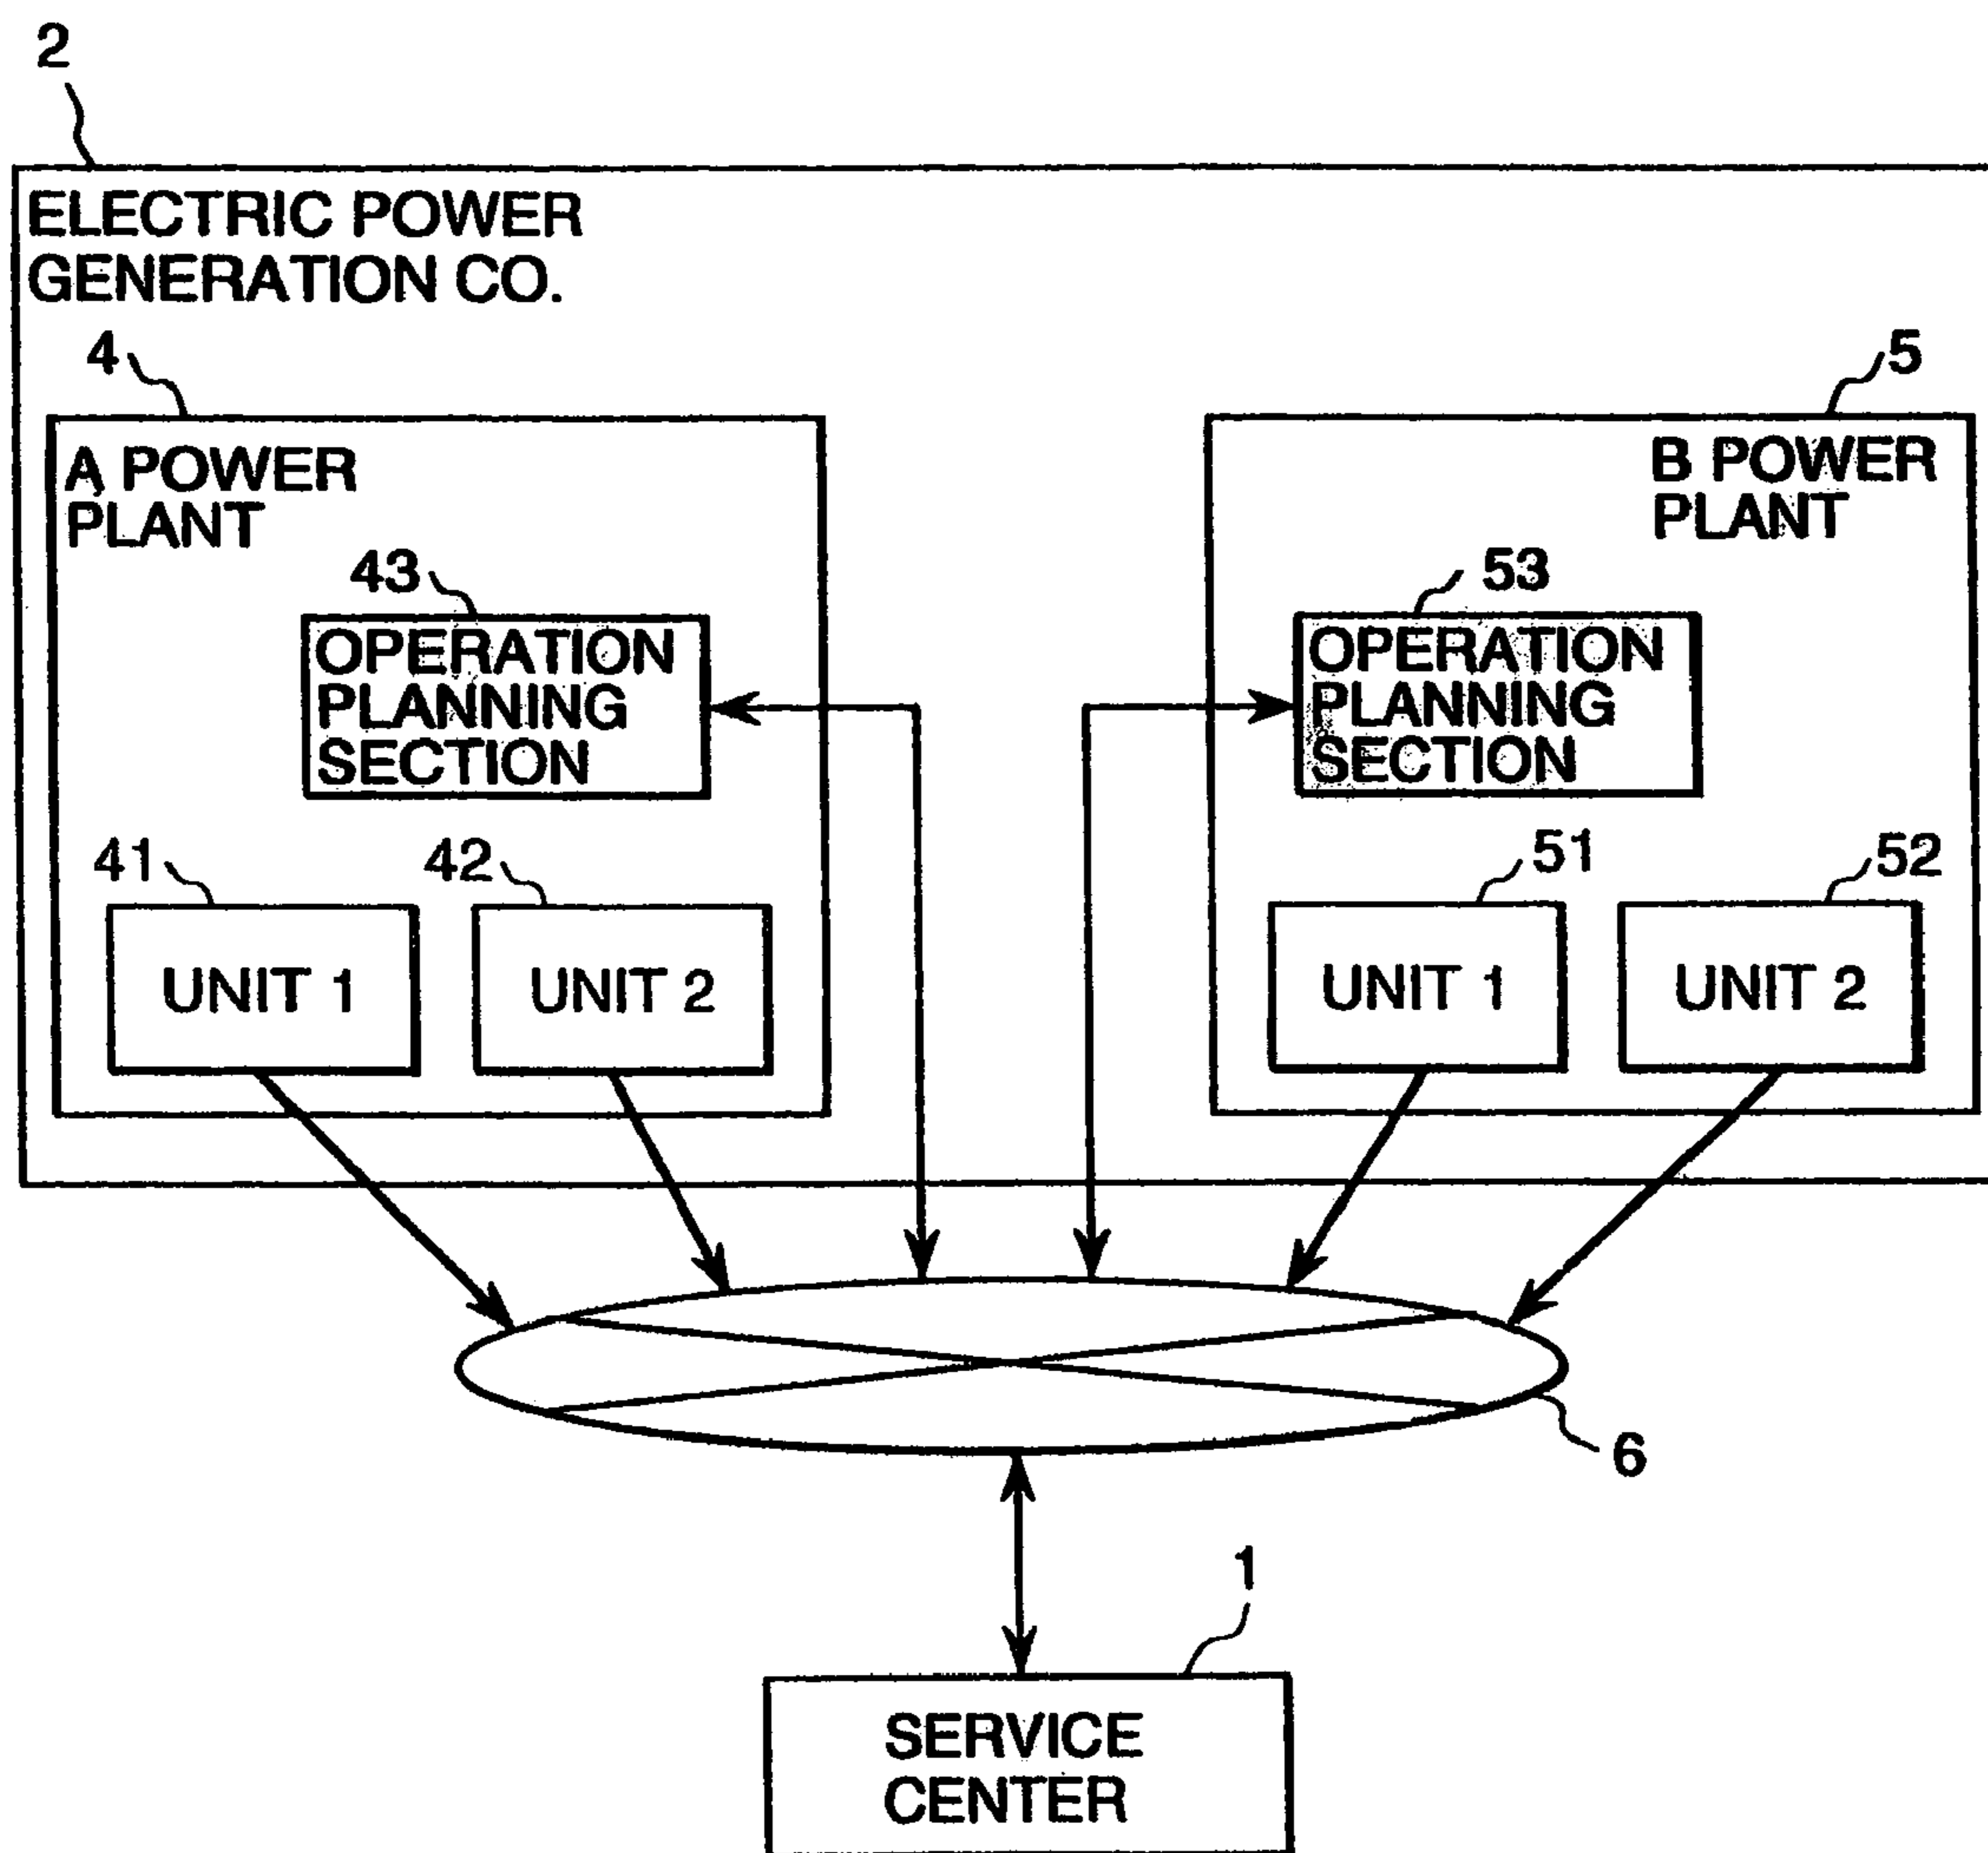 2
ELECTRIC POWER
GENERATION CO.
4
5
A POWER
PLANT
B POWER
PLANT
43
53
OPERATION
PLANNING
SECTION
OPERATION
PLANNING
SECTION
41
42
51
52
UNIT 1
UNIT 2
UNIT 1
UNIT 2
6
1
SERVICE
CENTER